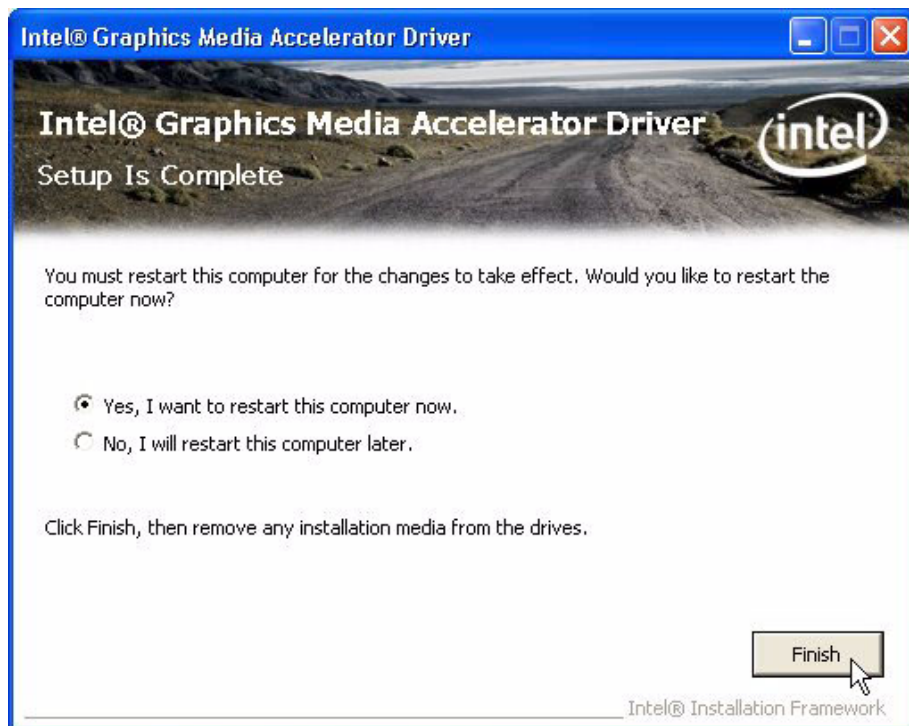 Intel® Graphics Media Accelerator Driver
Intel® Graphics Media Accelerator Driver
intel
Setup Is Complete
You must restart this computer for the changes to take effect. Would you like to restart the
computer now?
Yes, I want to restart this computer now.
No, I will restart this computer later.
Click Finish, then remove any installation media from the drives.
Finish
Intel® Installation Framework